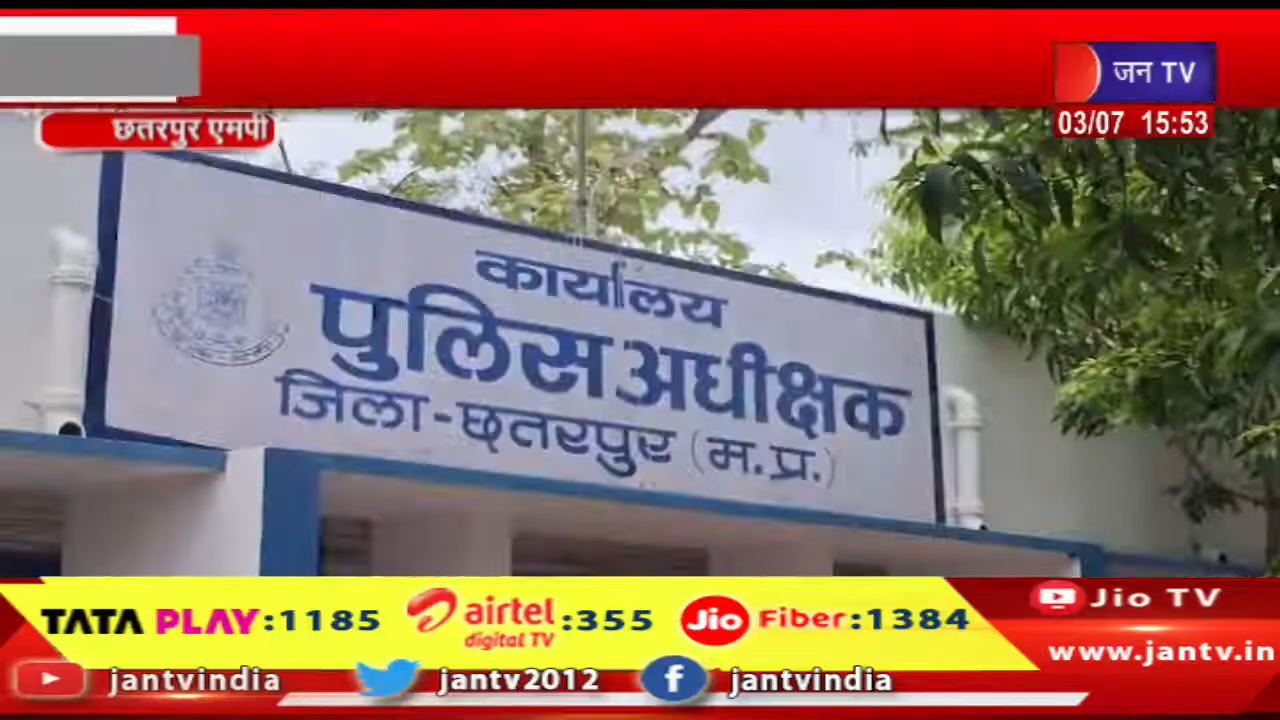 जन TV
03/07 15:53
छतरपुर एमपी
कार्यालय
पुलिस अधीक्षक
जिला-छतरपुर (म.प्र.)
TATA PLAY:1185 airtel digital TV :355 Jio Fiber:1384
Jio TV
www.jantv.in
jantvindia jantv2012 jantvindia